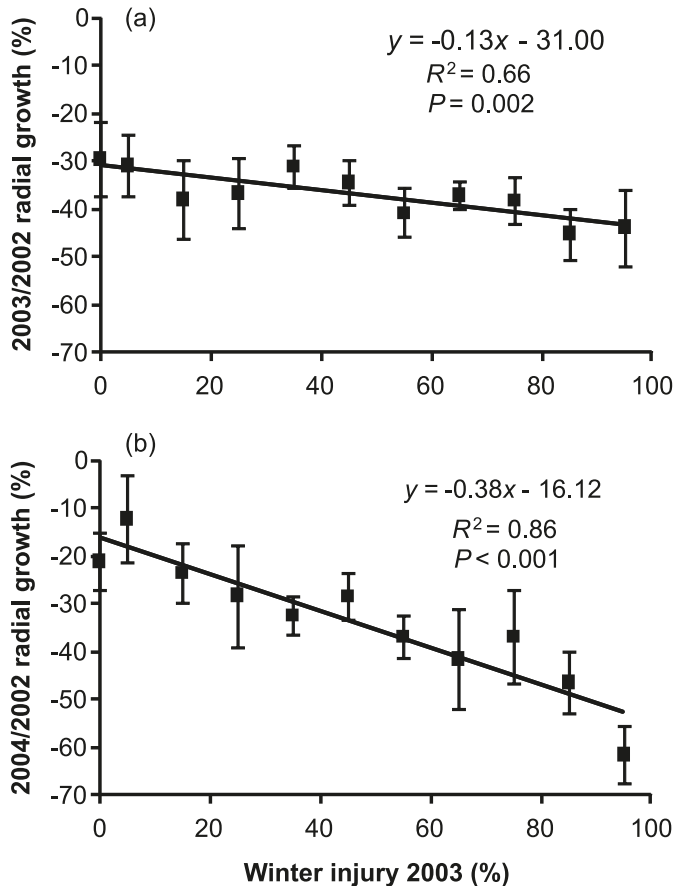 (a)
y = -0.13x - 31.00
R² = 0.66
P = 0.002
2003/2002 radial growth (%)
0
-10
-20
-30
-40
-50
-60
-70
0 20 40 60 80 100
(b)
y = -0.38x - 16.12
R² = 0.86
P < 0.001
2004/2002 radial growth (%)
0
-10
-20
-30
-40
-50
-60
-70
0 20 40 60 80 100
Winter injury 2003 (%)